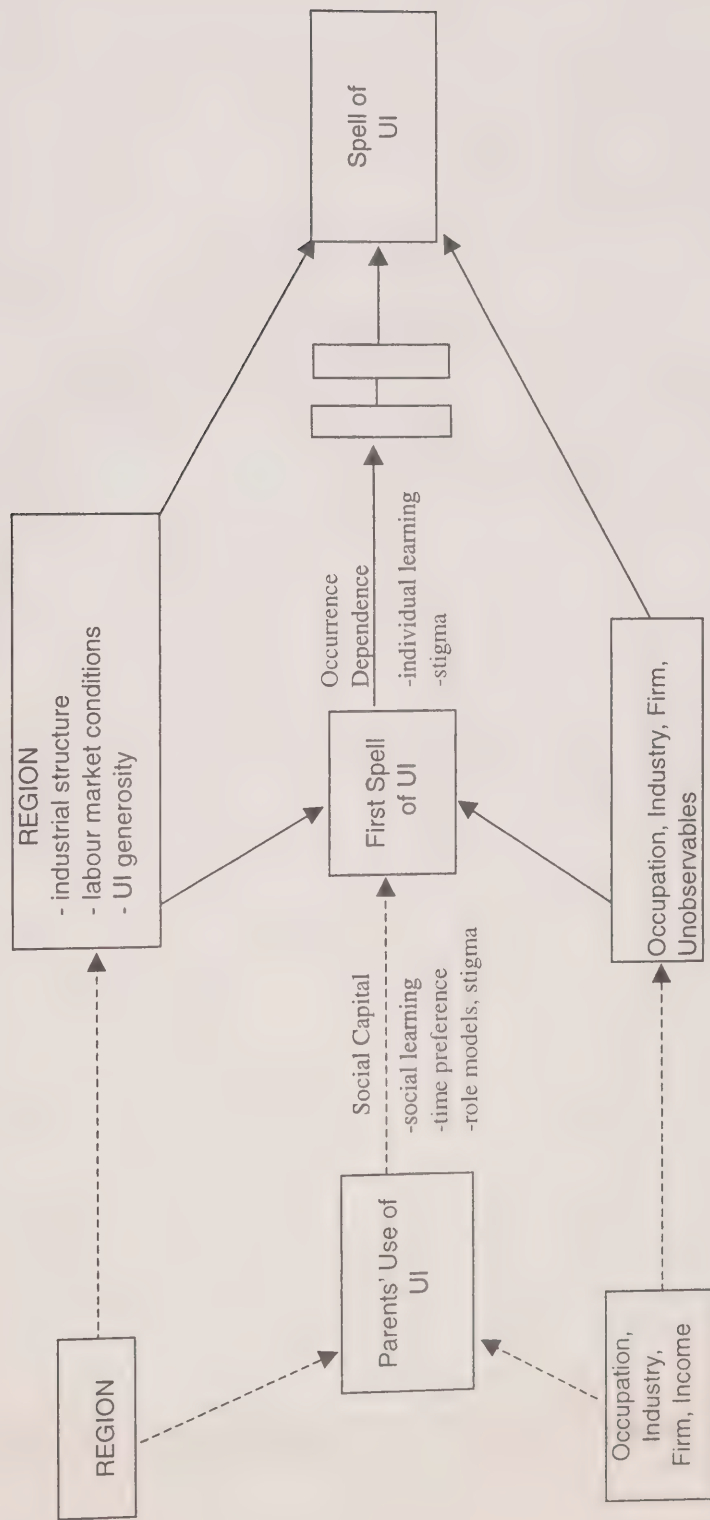 REGION
Occupation,
Industry,
Firm, Income
Parents' Use of
UI
Social Capital
-social learning
-time preference
-role models, stigma
REGION
- industrial structure
- labour market conditions
- UI generosity
First Spell
of UI
Occupation, Industry, Firm,
Unobservables
Occurrence
Dependence
-individual learning
-stigma
Spell of
UI